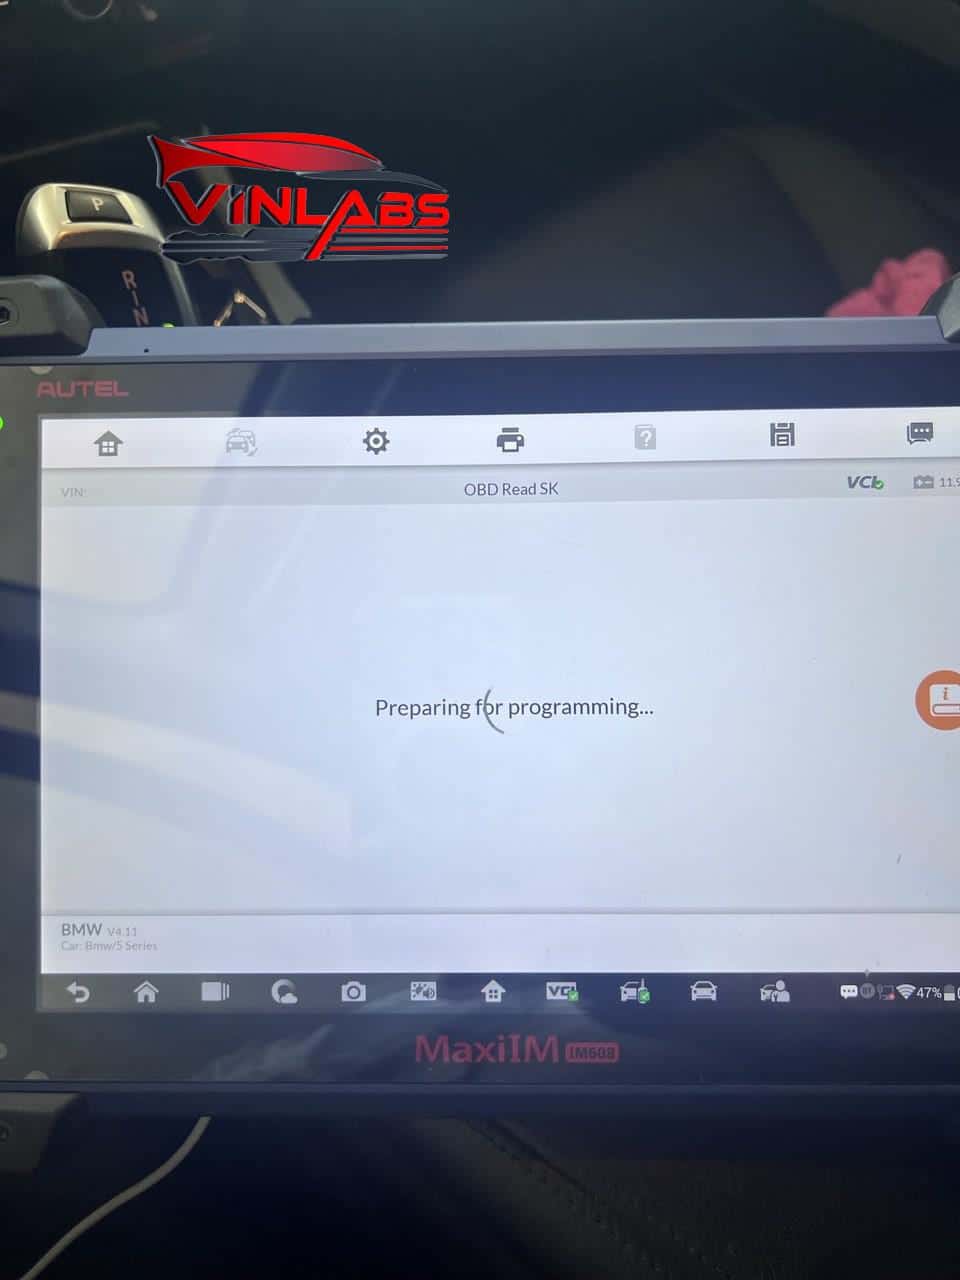 P
VINLABS
R
N
AUTEL
VIN:
OBD Read SK
VCI
11.9
Preparing for programming...
BMW V4.11
Car: Bmw/5 Series
VCI
47%
MaxiIM IM608